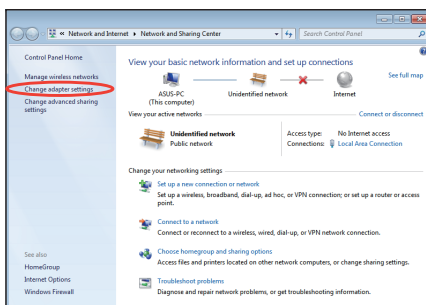 « Network and Internet ▸ Network and Sharing Center
Search Control Panel
Control Panel Home
Manage wireless networks
Change adapter settings
Change advanced sharing
settings
See also
HomeGroup
Internet Options
Windows Firewall
View your basic network information and set up connections
See full map
ASUS-PC
(This computer)
Unidentified network
Internet
View your active networks
Connect or disconnect
Unidentified network
Public network
Access type: No Internet access
Connections: Local Area Connection
Change your networking settings
Set up a new connection or network
Set up a wireless, broadband, dial-up, ad hoc, or VPN connection; or set up a router or access
point.
Connect to a network
Connect or reconnect to a wireless, wired, dial-up, or VPN network connection.
Choose homegroup and sharing options
Access files and printers located on other network computers, or change sharing settings.
Troubleshoot problems
Diagnose and repair network problems, or get troubleshooting information.